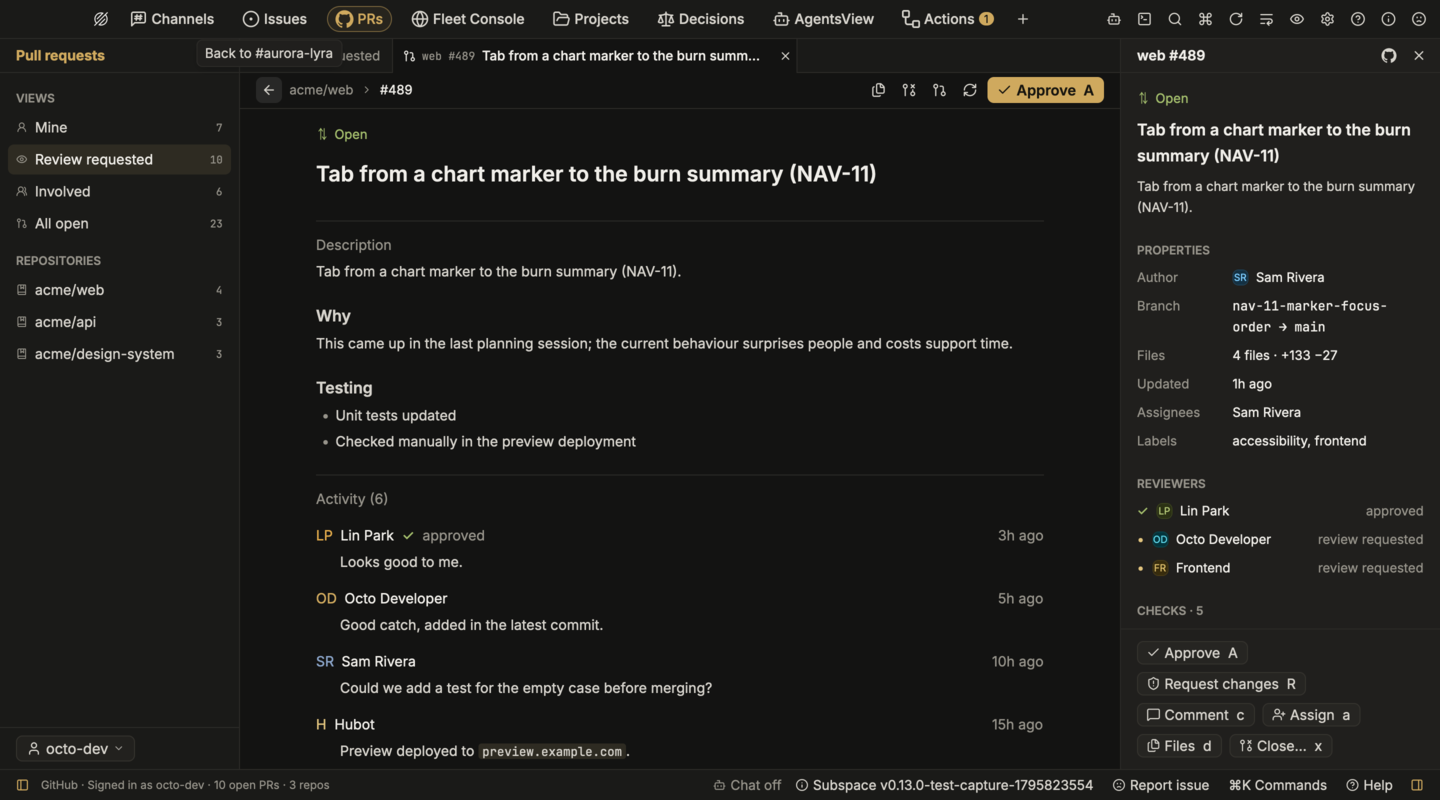 Channels
Issues
PRs
Fleet Console
Projects
Decisions
AgentsView
Actions 1
Pull requests
Back to #aurora-lyra
web #489 Tab from a chart marker to the burn summ...
web #489
VIEWS
Mine 7
Review requested 10
Involved 6
All open 23
REPOSITORIES
acme/web 4
acme/api 3
acme/design-system 3
octo-dev
acme/web › #489
Approve A
Open
Tab from a chart marker to the burn summary (NAV-11)
Description
Tab from a chart marker to the burn summary (NAV-11).
Why
This came up in the last planning session; the current behaviour surprises people and costs support time.
Testing
• Unit tests updated
• Checked manually in the preview deployment
Activity (6)
LP Lin Park approved 3h ago
Looks good to me.
OD Octo Developer 5h ago
Good catch, added in the latest commit.
SR Sam Rivera 10h ago
Could we add a test for the empty case before merging?
H Hubot 15h ago
Preview deployed to preview.example.com.
Open
Tab from a chart marker to the burn
summary (NAV-11)
Tab from a chart marker to the burn summary
(NAV-11).
PROPERTIES
Author SR Sam Rivera
Branch nav-11-marker-focus-
order → main
Files 4 files · +133 −27
Updated 1h ago
Assignees Sam Rivera
Labels accessibility, frontend
REVIEWERS
LP Lin Park approved
OD Octo Developer review requested
FR Frontend review requested
CHECKS · 5
Approve A
Request changes R
Comment c
Assign a
Files d
Close... x
GitHub · Signed in as octo-dev · 10 open PRs · 3 repos
Chat off
Subspace v0.13.0-test-capture-1795823554
Report issue
⌘K Commands
Help